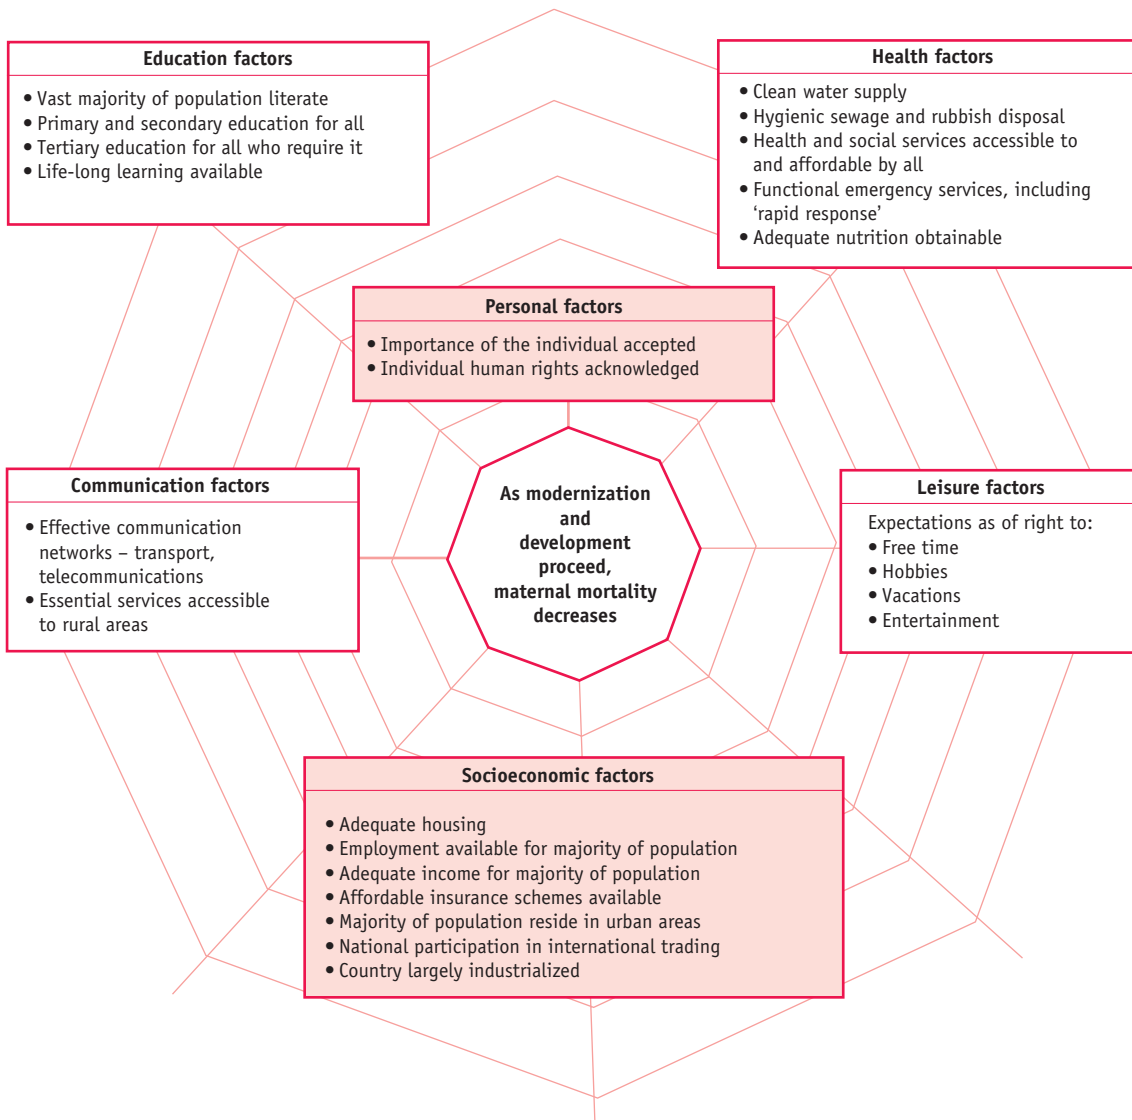 Education factors
• Vast majority of population literate
• Primary and secondary education for all
• Tertiary education for all who require it
• Life-long learning available
Health factors
• Clean water supply
• Hygienic sewage and rubbish disposal
• Health and social services accessible to
and affordable by all
• Functional emergency services, including
‘rapid response’
• Adequate nutrition obtainable
Personal factors
• Importance of the individual accepted
• Individual human rights acknowledged
Communication factors
• Effective communication
networks – transport,
telecommunications
• Essential services accessible
to rural areas
As modernization
and
development
proceed,
maternal mortality
decreases
Leisure factors
Expectations as of right to:
• Free time
• Hobbies
• Vacations
• Entertainment
Socioeconomic factors
• Adequate housing
• Employment available for majority of population
• Adequate income for majority of population
• Affordable insurance schemes available
• Majority of population reside in urban areas
• National participation in international trading
• Country largely industrialized